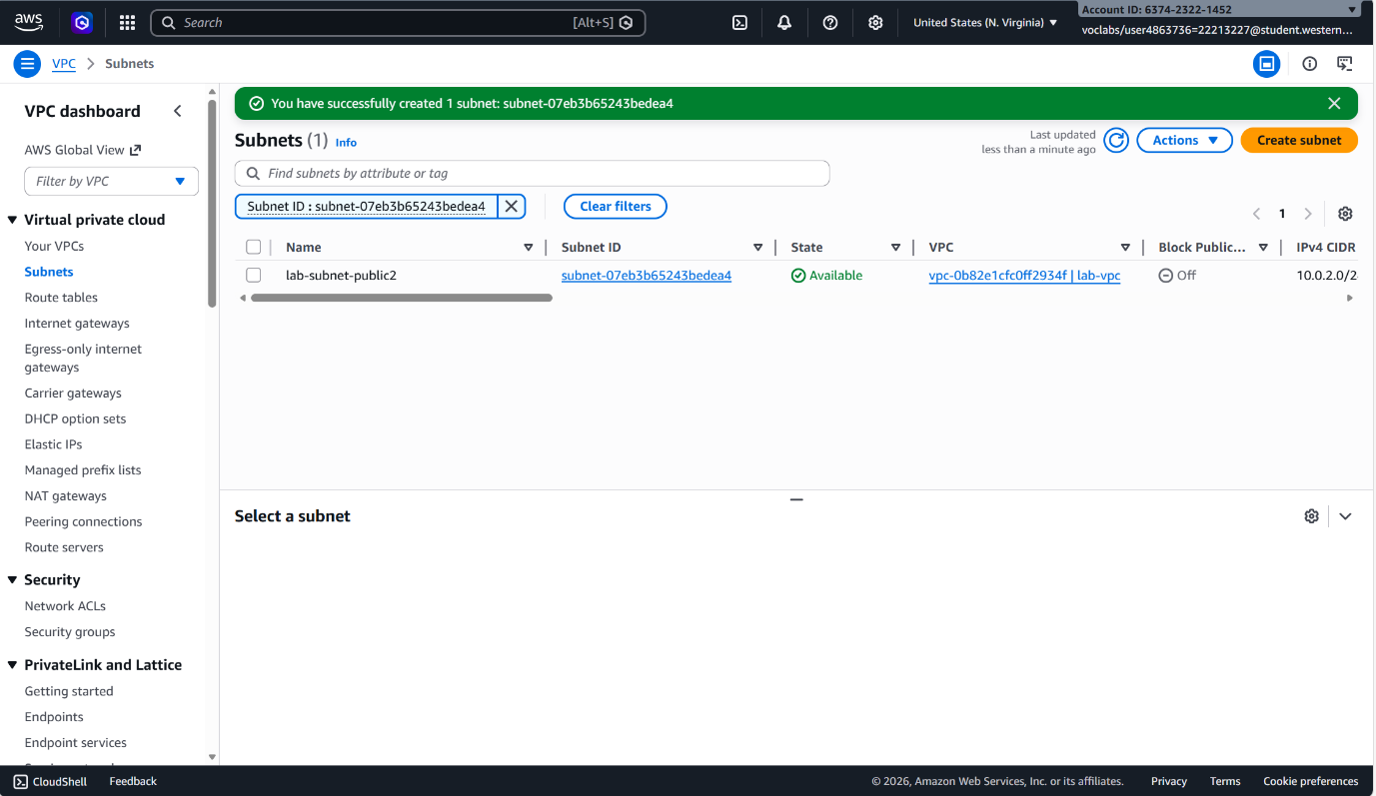 aws
Search [Alt+S]
United States (N. Virginia)
Account ID: 6374-2322-1452
voclabs/user4863736=22213227@student.western...
VPC > Subnets
VPC dashboard
AWS Global View
Filter by VPC
Virtual private cloud
Your VPCs
Subnets
Route tables
Internet gateways
Egress-only internet
gateways
Carrier gateways
DHCP option sets
Elastic IPs
Managed prefix lists
NAT gateways
Peering connections
Route servers
Security
Network ACLs
Security groups
PrivateLink and Lattice
Getting started
Endpoints
Endpoint services
You have successfully created 1 subnet: subnet-07eb3b65243bedea4
Subnets (1) Info
Last updated
less than a minute ago
Actions
Create subnet
Find subnets by attribute or tag
Subnet ID : subnet-07eb3b65243bedea4
Clear filters
1
Name Subnet ID State VPC Block Public... IPv4 CIDR
lab-subnet-public2 subnet-07eb3b65243bedea4 Available vpc-0b82e1cfc0ff2934f | lab-vpc Off 10.0.2.0/2
Select a subnet
CloudShell Feedback © 2026, Amazon Web Services, Inc. or its affiliates. Privacy Terms Cookie preferences